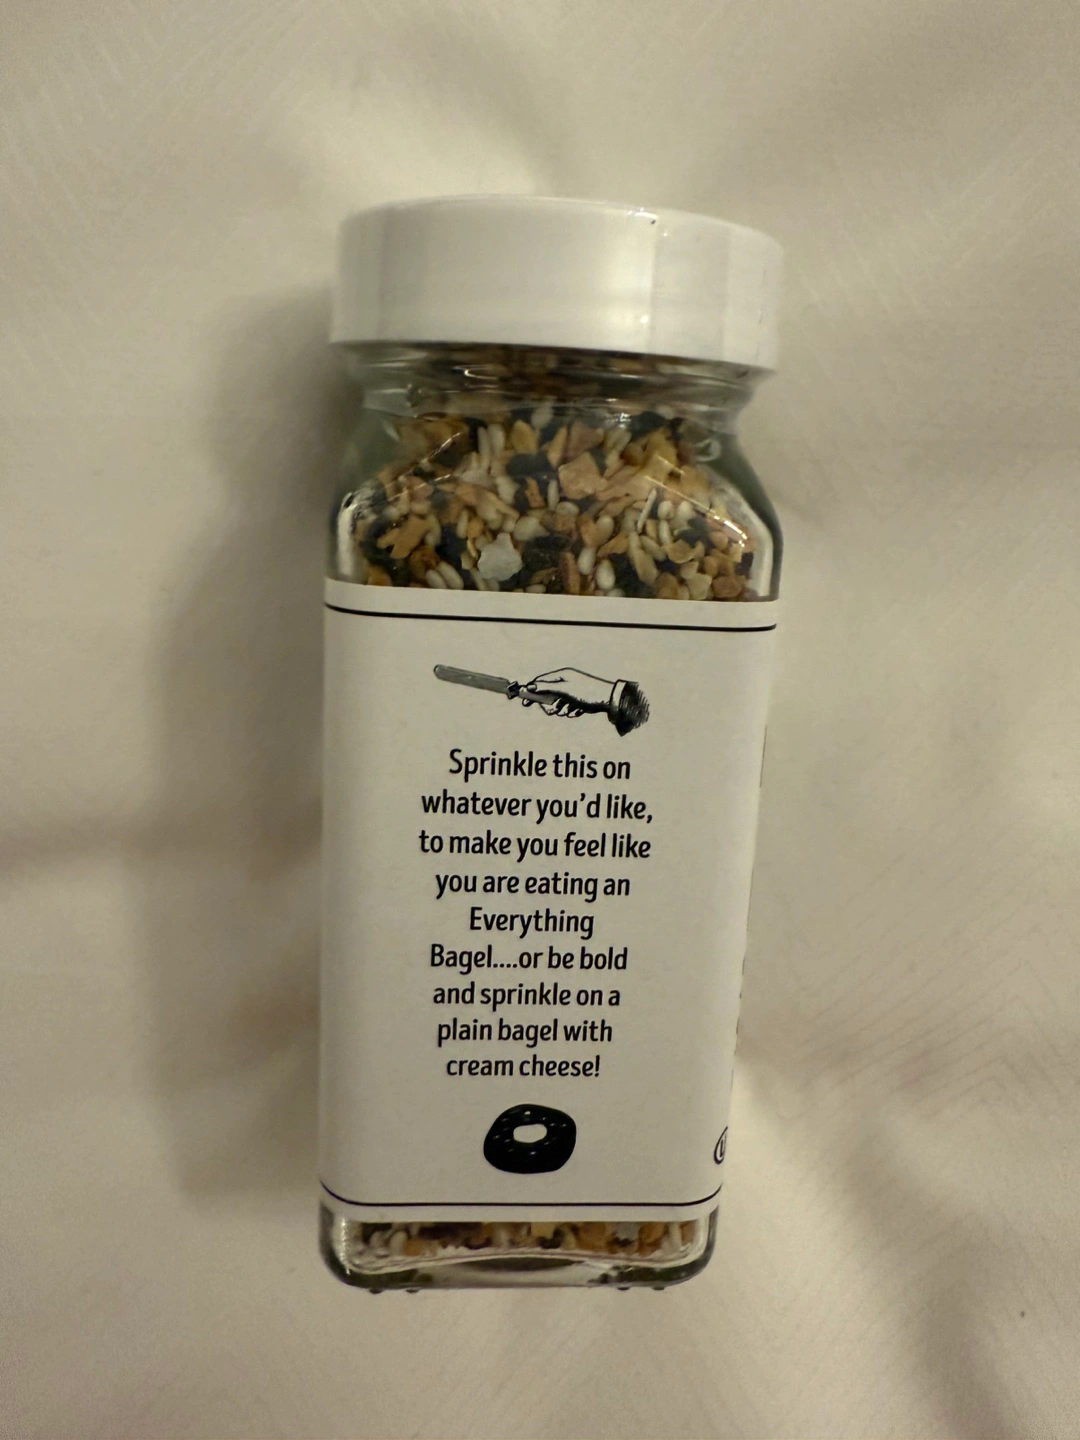 Sprinkle this on
whatever you’d like,
to make you feel like
you are eating an
Everything
Bagel....or be bold
and sprinkle on a
plain bagel with
cream cheese!